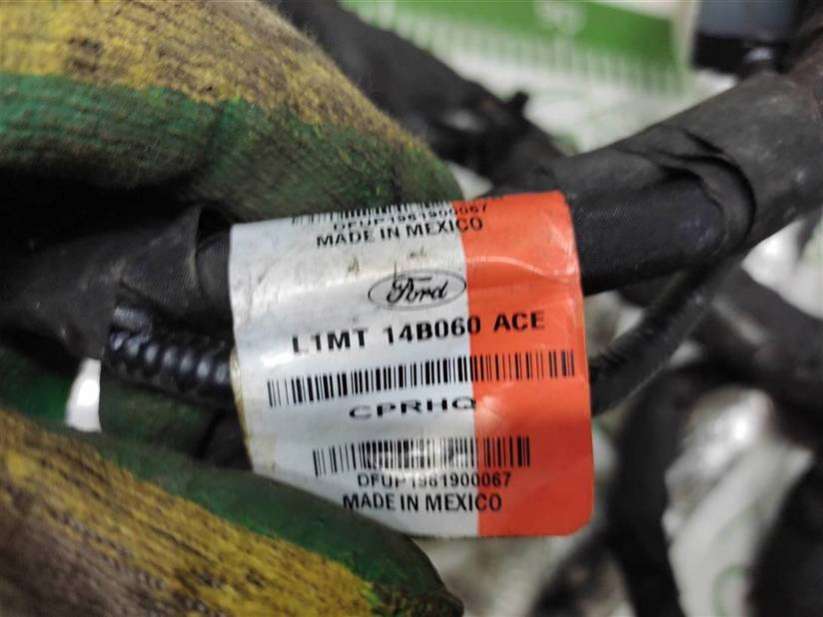 DFUP1961900067
MADE IN MEXICO
Ford
L1MT 14B060 ACE
CPRHQ
DFUP1961900067
MADE IN MEXICO